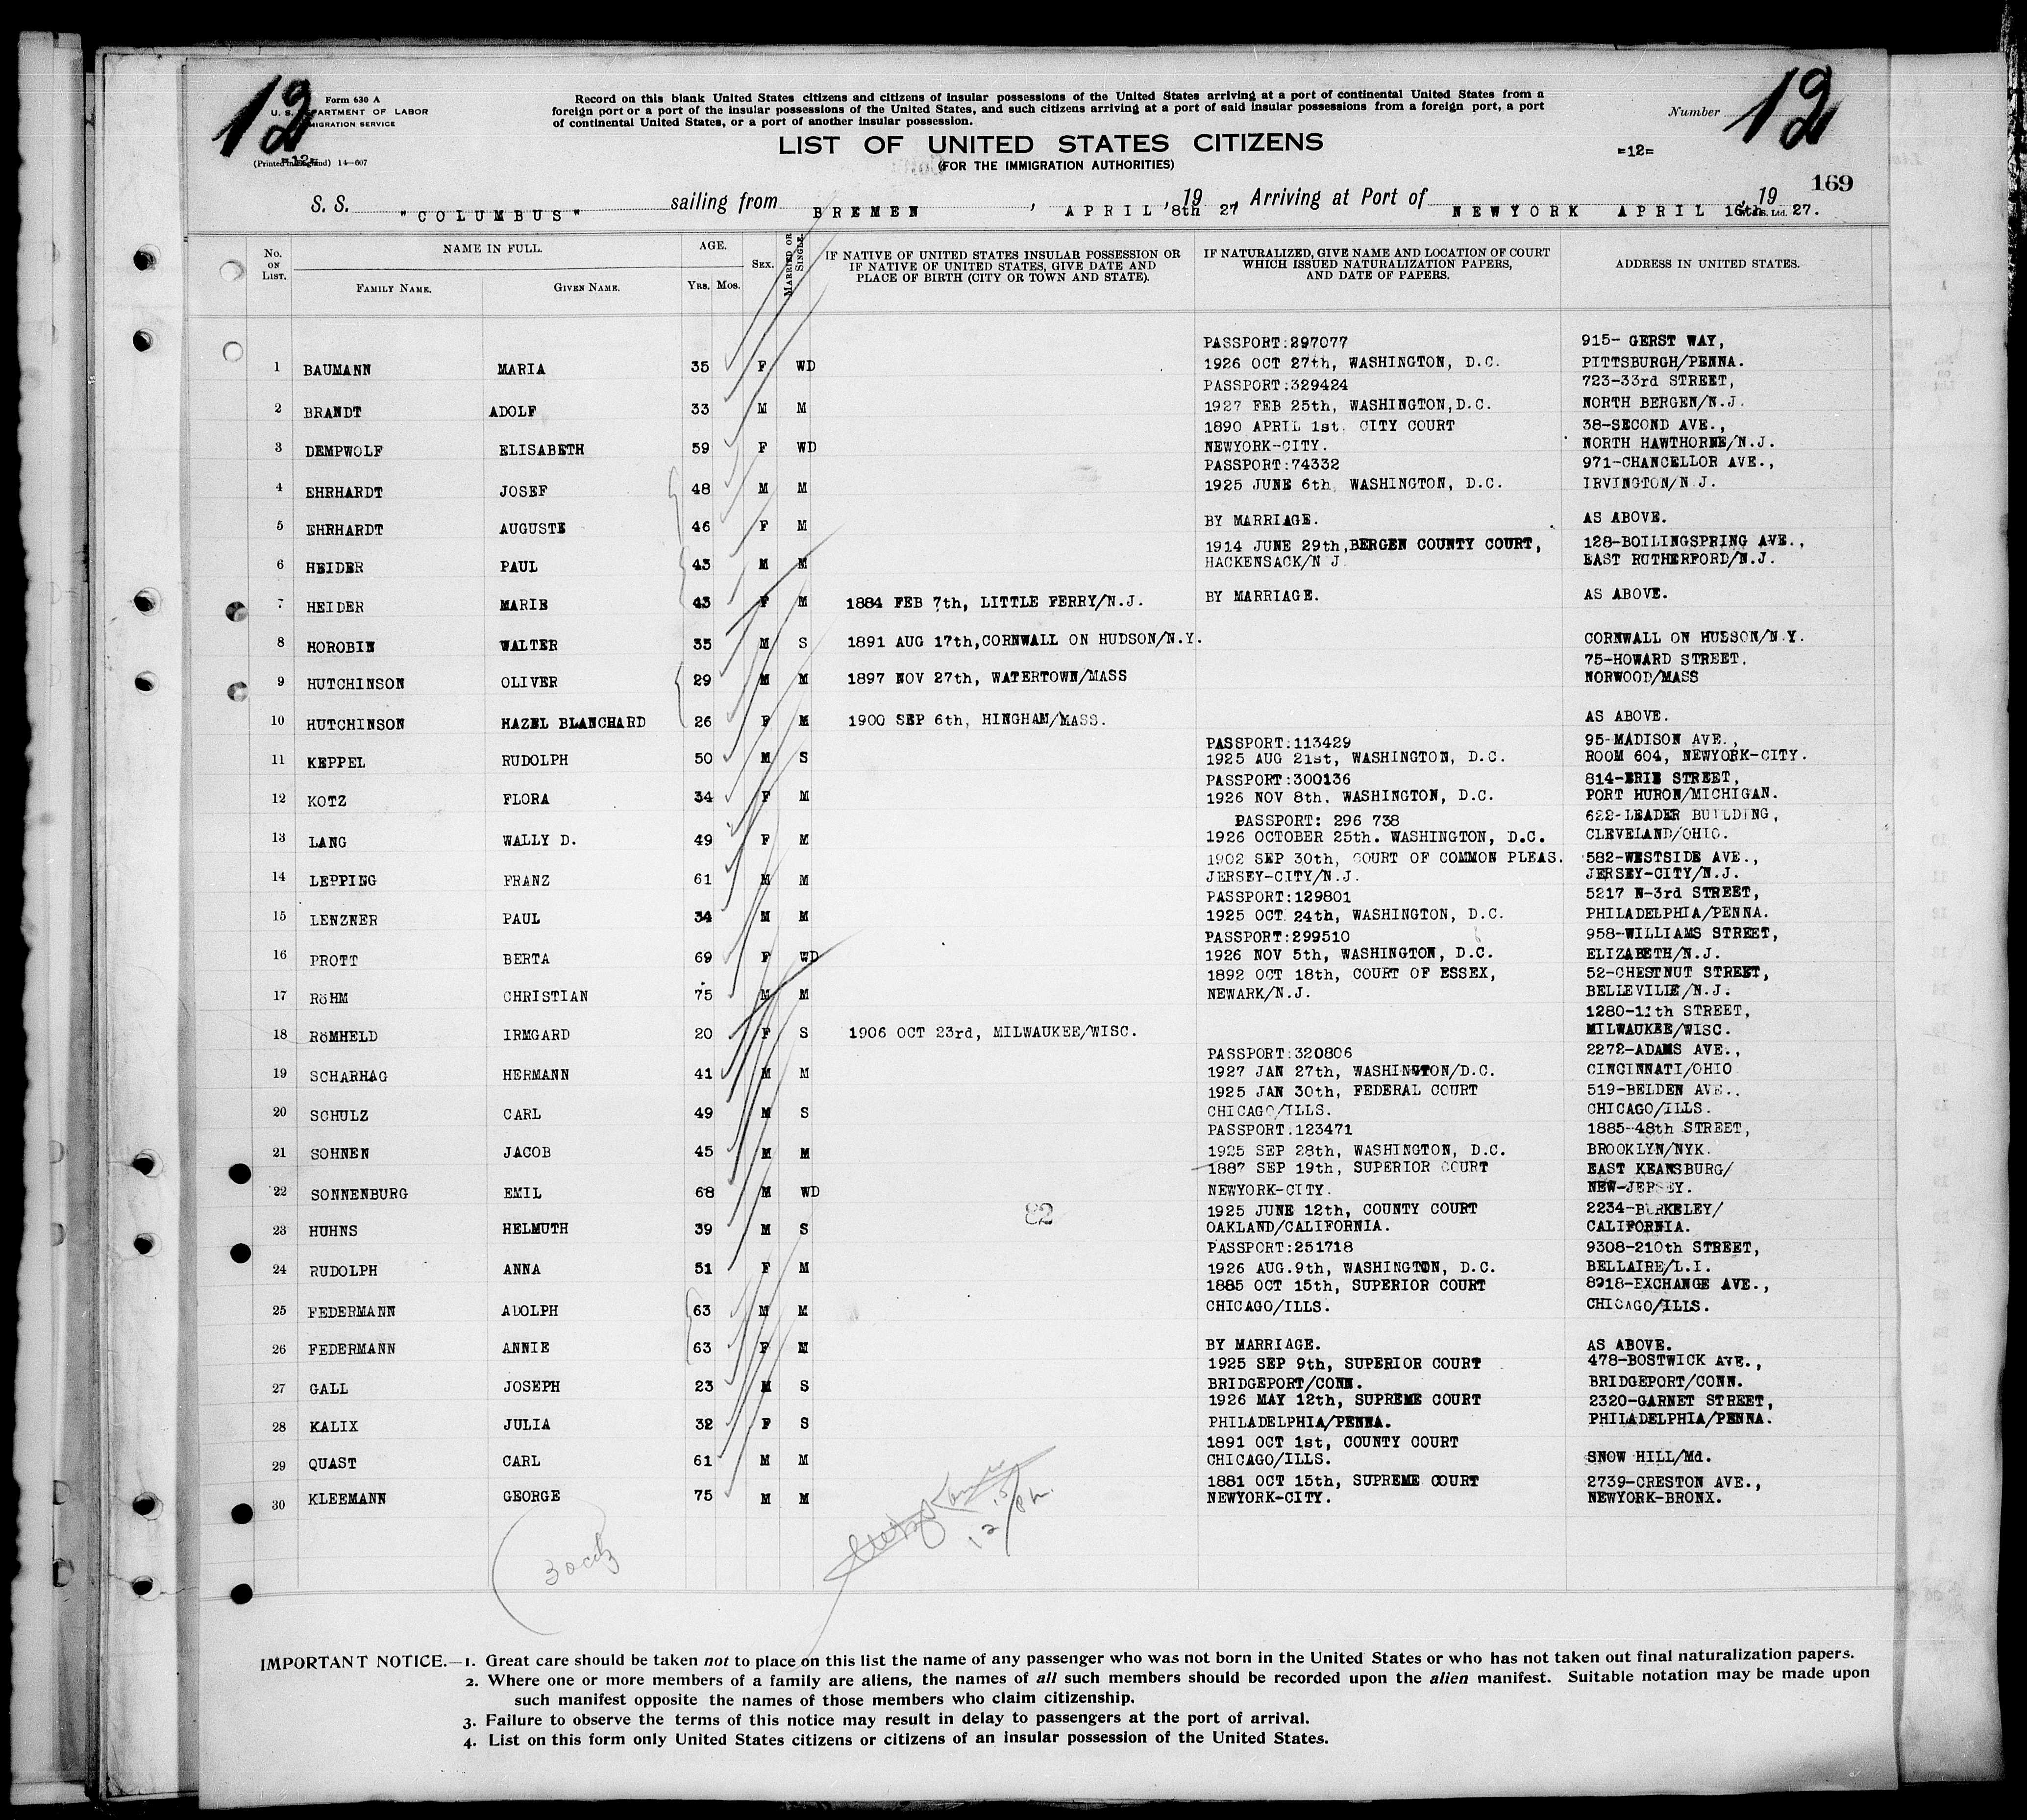 12
Form 630 A
U. S. DEPARTMENT OF LABOR
IMMIGRATION SERVICE
(Printed in England) 14—607
=12=
Record on this blank United States citizens and citizens of insular possessions of the United States arriving at a port of continental United States from a
foreign port or a port of the insular possessions of the United States, and such citizens arriving at a port of said insular possessions from a foreign port, a port
of continental United States, or a port of another insular possession.
LIST OF UNITED STATES CITIZENS
(FOR THE IMMIGRATION AUTHORITIES)
Number 12
=12=
169
S. S. "COLUMBUS" sailing from BREMEN, APRIL 8th 1927, Arriving at Port of NEWYORK APRIL 16th 1927.
No. ON LIST. NAME IN FULL. FAMILY NAME. GIVEN NAME. AGE. Yrs. Mos. SEX. MARRIED OR SINGLE. IF NATIVE OF UNITED STATES INSULAR POSSESSION OR IF NATIVE OF UNITED STATES, GIVE DATE AND PLACE OF BIRTH (CITY OR TOWN AND STATE). IF NATURALIZED, GIVE NAME AND LOCATION OF COURT WHICH ISSUED NATURALIZATION PAPERS, AND DATE OF PAPERS. ADDRESS IN UNITED STATES.
PASSPORT:297077 915- GERST WAY,
1 BAUMANN MARIA 35 F WD 1926 OCT 27th, WASHINGTON, D.C. PITTSBURGH/PENNA.
PASSPORT:329424 723-33rd STREET,
2 BRANDT ADOLF 33 M M 1927 FEB 25th, WASHINGTON,D.C. NORTH BERGEN/N.J.
1890 APRIL 1st, CITY COURT 38-SECOND AVE.,
3 DEMPWOLF ELISABETH 59 F WD NEWYORK-CITY. NORTH HAWTHORNE/N.J.
PASSPORT:74332 971-CHANCELLOR AVE.,
4 EHRHARDT JOSEF 48 M M 1925 JUNE 6th, WASHINGTON, D.C. IRVINGTON/N.J.
5 EHRHARDT AUGUSTE 46 F M BY MARRIAGE. AS ABOVE.
1914 JUNE 29th,BERGEN COUNTY COURT, 128-BOILINGSPRING AVE.,
6 HEIDER PAUL 43 M M HACKENSACK/N J. EAST RUTHERFORD/N.J.
7 HEIDER MARIE 43 F M 1884 FEB 7th, LITTLE FERRY/N.J. BY MARRIAGE. AS ABOVE.
8 HOROBIN WALTER 35 M S 1891 AUG 17th,CORNWALL ON HUDSON/N.Y. CORNWALL ON HUDSON/N.Y.
75-HOWARD STREET,
9 HUTCHINSON OLIVER 29 M M 1897 NOV 27th, WATERTOWN/MASS NORWOOD/MASS
10 HUTCHINSON HAZEL BLANCHARD 26 F M 1900 SEP 6th, HINGHAM/MASS. AS ABOVE.
PASSPORT:113429 95-MADISON AVE.,
11 KEPPEL RUDOLPH 50 M S 1925 AUG 21st, WASHINGTON, D.C. ROOM 604, NEWYORK-CITY.
PASSPORT:300136 814-ERIE STREET,
12 KOTZ FLORA 34 F M 1926 NOV 8th, WASHINGTON, D.C. PORT HURON/MICHIGAN.
PASSPORT: 296 738 622-LEADER BUILDING,
13 LANG WALLY D. 49 F M 1926 OCTOBER 25th. WASHINGTON, D.C. CLEVELAND/OHIO.
1902 SEP 30th, COURT OF COMMON PLEAS. 582-WESTSIDE AVE.,
14 LEPPING FRANZ 61 M M JERSEY-CITY/N.J. JERSEY-CITY/N.J.
PASSPORT:129801 5217 N-3rd STREET,
15 LENZNER PAUL 34 M M 1925 OCT 24th, WASHINGTON, D.C. PHILADELPHIA/PENNA.
PASSPORT:299510 958-WILLIAMS STREET,
16 PROTT BERTA 69 F WD 1926 NOV 5th, WASHINGTON, D.C. ELIZABETH/N.J.
1892 OCT 18th, COURT OF ESSEX, 52-CHESTNUT STREET,
17 RöHM CHRISTIAN 75 M M NEWARK/N.J. BELLEVILLE/N.J.
1280-11th STREET,
18 RöMHELD IRMGARD 20 F S 1906 OCT 23rd, MILWAUKEE/WISC. MILWAUKEE/WISC.
PASSPORT:320806 2272-ADAMS AVE.,
19 SCHARHAG HERMANN 41 M M 1927 JAN 27th, WASHINGTON/D.C. CINCINNATI/OHIO
1925 JAN 30th, FEDERAL COURT 519-BELDEN AVE.,
20 SCHULZ CARL 49 M S CHICAGO/ILLS. CHICAGO/ILLS.
PASSPORT:123471 1885-48th STREET,
21 SOHNEN JACOB 45 M M 1925 SEP 28th, WASHINGTON, D.C. BROOKLYN/NYK.
1887 SEP 19th, SUPERIOR COURT EAST KEANSBURG/
22 SONNENBURG EMIL 68 M WD NEWYORK-CITY. NEW-JERSEY.
82
1925 JUNE 12th, COUNTY COURT 2234-BURKELEY/
23 HUHNS HELMUTH 39 M S OAKLAND/CALIFORNIA. CALIFORNIA.
PASSPORT:251718 9308-210th STREET,
24 RUDOLPH ANNA 51 F M 1926 AUG.9th, WASHINGTON, D.C. BELLAIRE/L.I.
1885 OCT 15th, SUPERIOR COURT 8918-EXCHANGE AVE.,
25 FEDERMANN ADOLPH 63 M M CHICAGO/ILLS. CHICAGO/ILLS.
26 FEDERMANN ANNIE 63 F M BY MARRIAGE. AS ABOVE.
1925 SEP 9th, SUPERIOR COURT 478-BOSTWICK AVE.,
27 GALL JOSEPH 23 M S BRIDGEPORT/CONN. BRIDGEPORT/CONN.
1926 MAY 12th, SUPREME COURT 2320-GARNET STREET,
28 KALIX JULIA 32 F S PHILADELPHIA/PENNA. PHILADELPHIA/PENNA.
1891 OCT 1st, COUNTY COURT
29 QUAST CARL 61 M M CHICAGO/ILLS. SNOW HILL/Md.
1881 OCT 15th, SUPREME COURT 2739-CRESTON AVE.,
30 KLEEMANN GEORGE 75 M M NEWYORK-CITY. NEWYORK-BRONX.
IMPORTANT NOTICE.—1. Great care should be taken not to place on this list the name of any passenger who was not born in the United States or who has not taken out final naturalization papers.
2. Where one or more members of a family are aliens, the names of all such members should be recorded upon the alien manifest. Suitable notation may be made upon
such manifest opposite the names of those members who claim citizenship.
3. Failure to observe the terms of this notice may result in delay to passengers at the port of arrival.
4. List on this form only United States citizens or citizens of an insular possession of the United States.